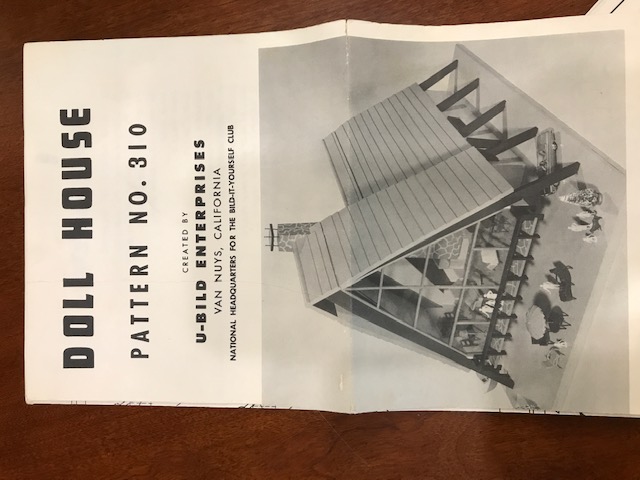 DOLL HOUSE
PATTERN NO. 310
CREATED BY
U-BILD ENTERPRISES
VAN NUYS, CALIFORNIA
NATIONAL HEADQUARTERS FOR THE BILD-IT-YOURSELF CLUB